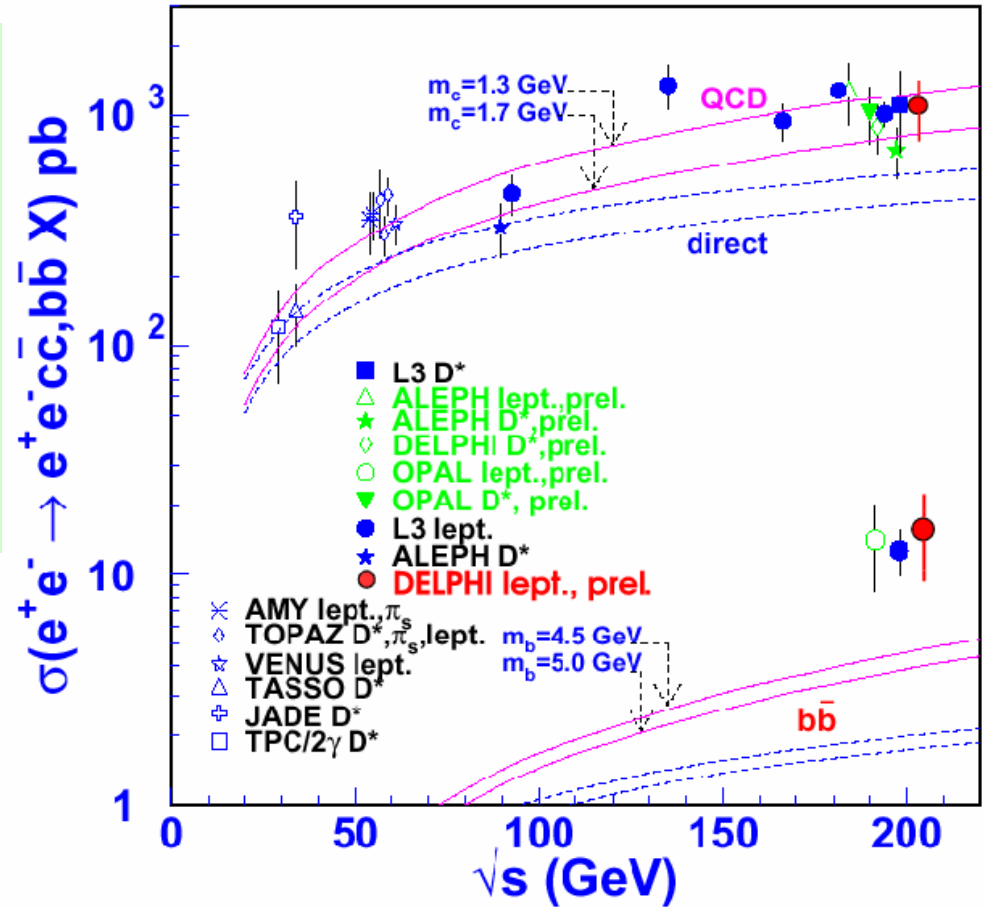 σ(e⁺e⁻ → e⁺e⁻cc̄,bb̄ X) pb
10³
10²
10
1
m_c=1.3 GeV
m_c=1.7 GeV
QCD
direct
L3 D*
ALEPH lept.,prel.
ALEPH D*,prel.
DELPHI D*,prel.
OPAL lept.,prel.
OPAL D*, prel.
L3 lept.
ALEPH D*
DELPHI lept., prel.
AMY lept.,π_s
TOPAZ D*,π_s,lept.
VENUS lept.
TASSO D*
JADE D*
TPC/2γ D*
m_b=4.5 GeV
m_b=5.0 GeV
bb̄
0 50 100 150 200
√s (GeV)